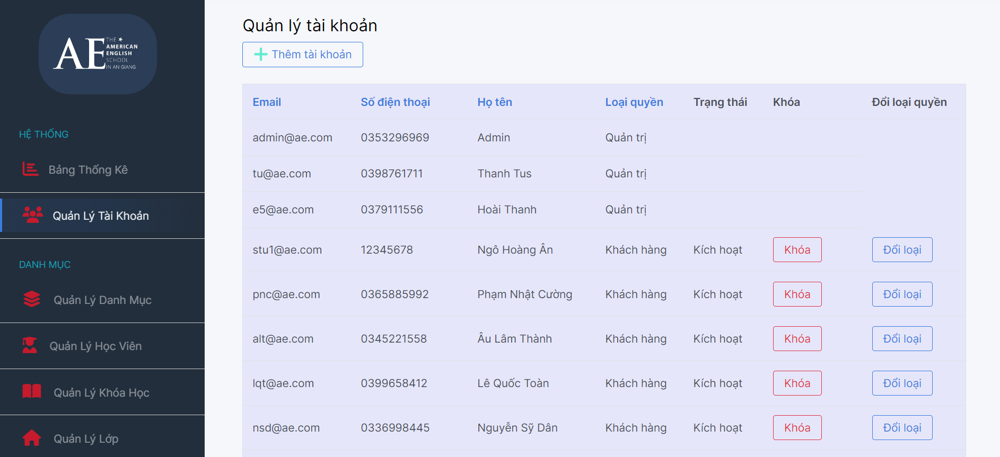 AE THE
AMERICAN
ENGLISH
SCHOOL
IN AN GIANG
HỆ THỐNG
Bảng Thống Kê
Quản Lý Tài Khoản
DANH MỤC
Quản Lý Danh Mục
Quản Lý Học Viên
Quản Lý Khóa Học
Quản Lý Lớp
Quản lý tài khoản
Thêm tài khoản
Email Số điện thoại Họ tên Loại quyền Trạng thái Khóa Đổi loại quyền
admin@ae.com 0353296969 Admin Quản trị
tu@ae.com 0398761711 Thanh Tus Quản trị
e5@ae.com 0379111556 Hoài Thanh Quản trị
stu1@ae.com 12345678 Ngô Hoàng Ân Khách hàng Kích hoạt Khóa Đổi loại
pnc@ae.com 0365885992 Phạm Nhật Cường Khách hàng Kích hoạt Khóa Đổi loại
alt@ae.com 0345221558 Âu Lâm Thành Khách hàng Kích hoạt Khóa Đổi loại
lqt@ae.com 0399658412 Lê Quốc Toàn Khách hàng Kích hoạt Khóa Đổi loại
nsd@ae.com 0336998445 Nguyễn Sỹ Dân Khách hàng Kích hoạt Khóa Đổi loại